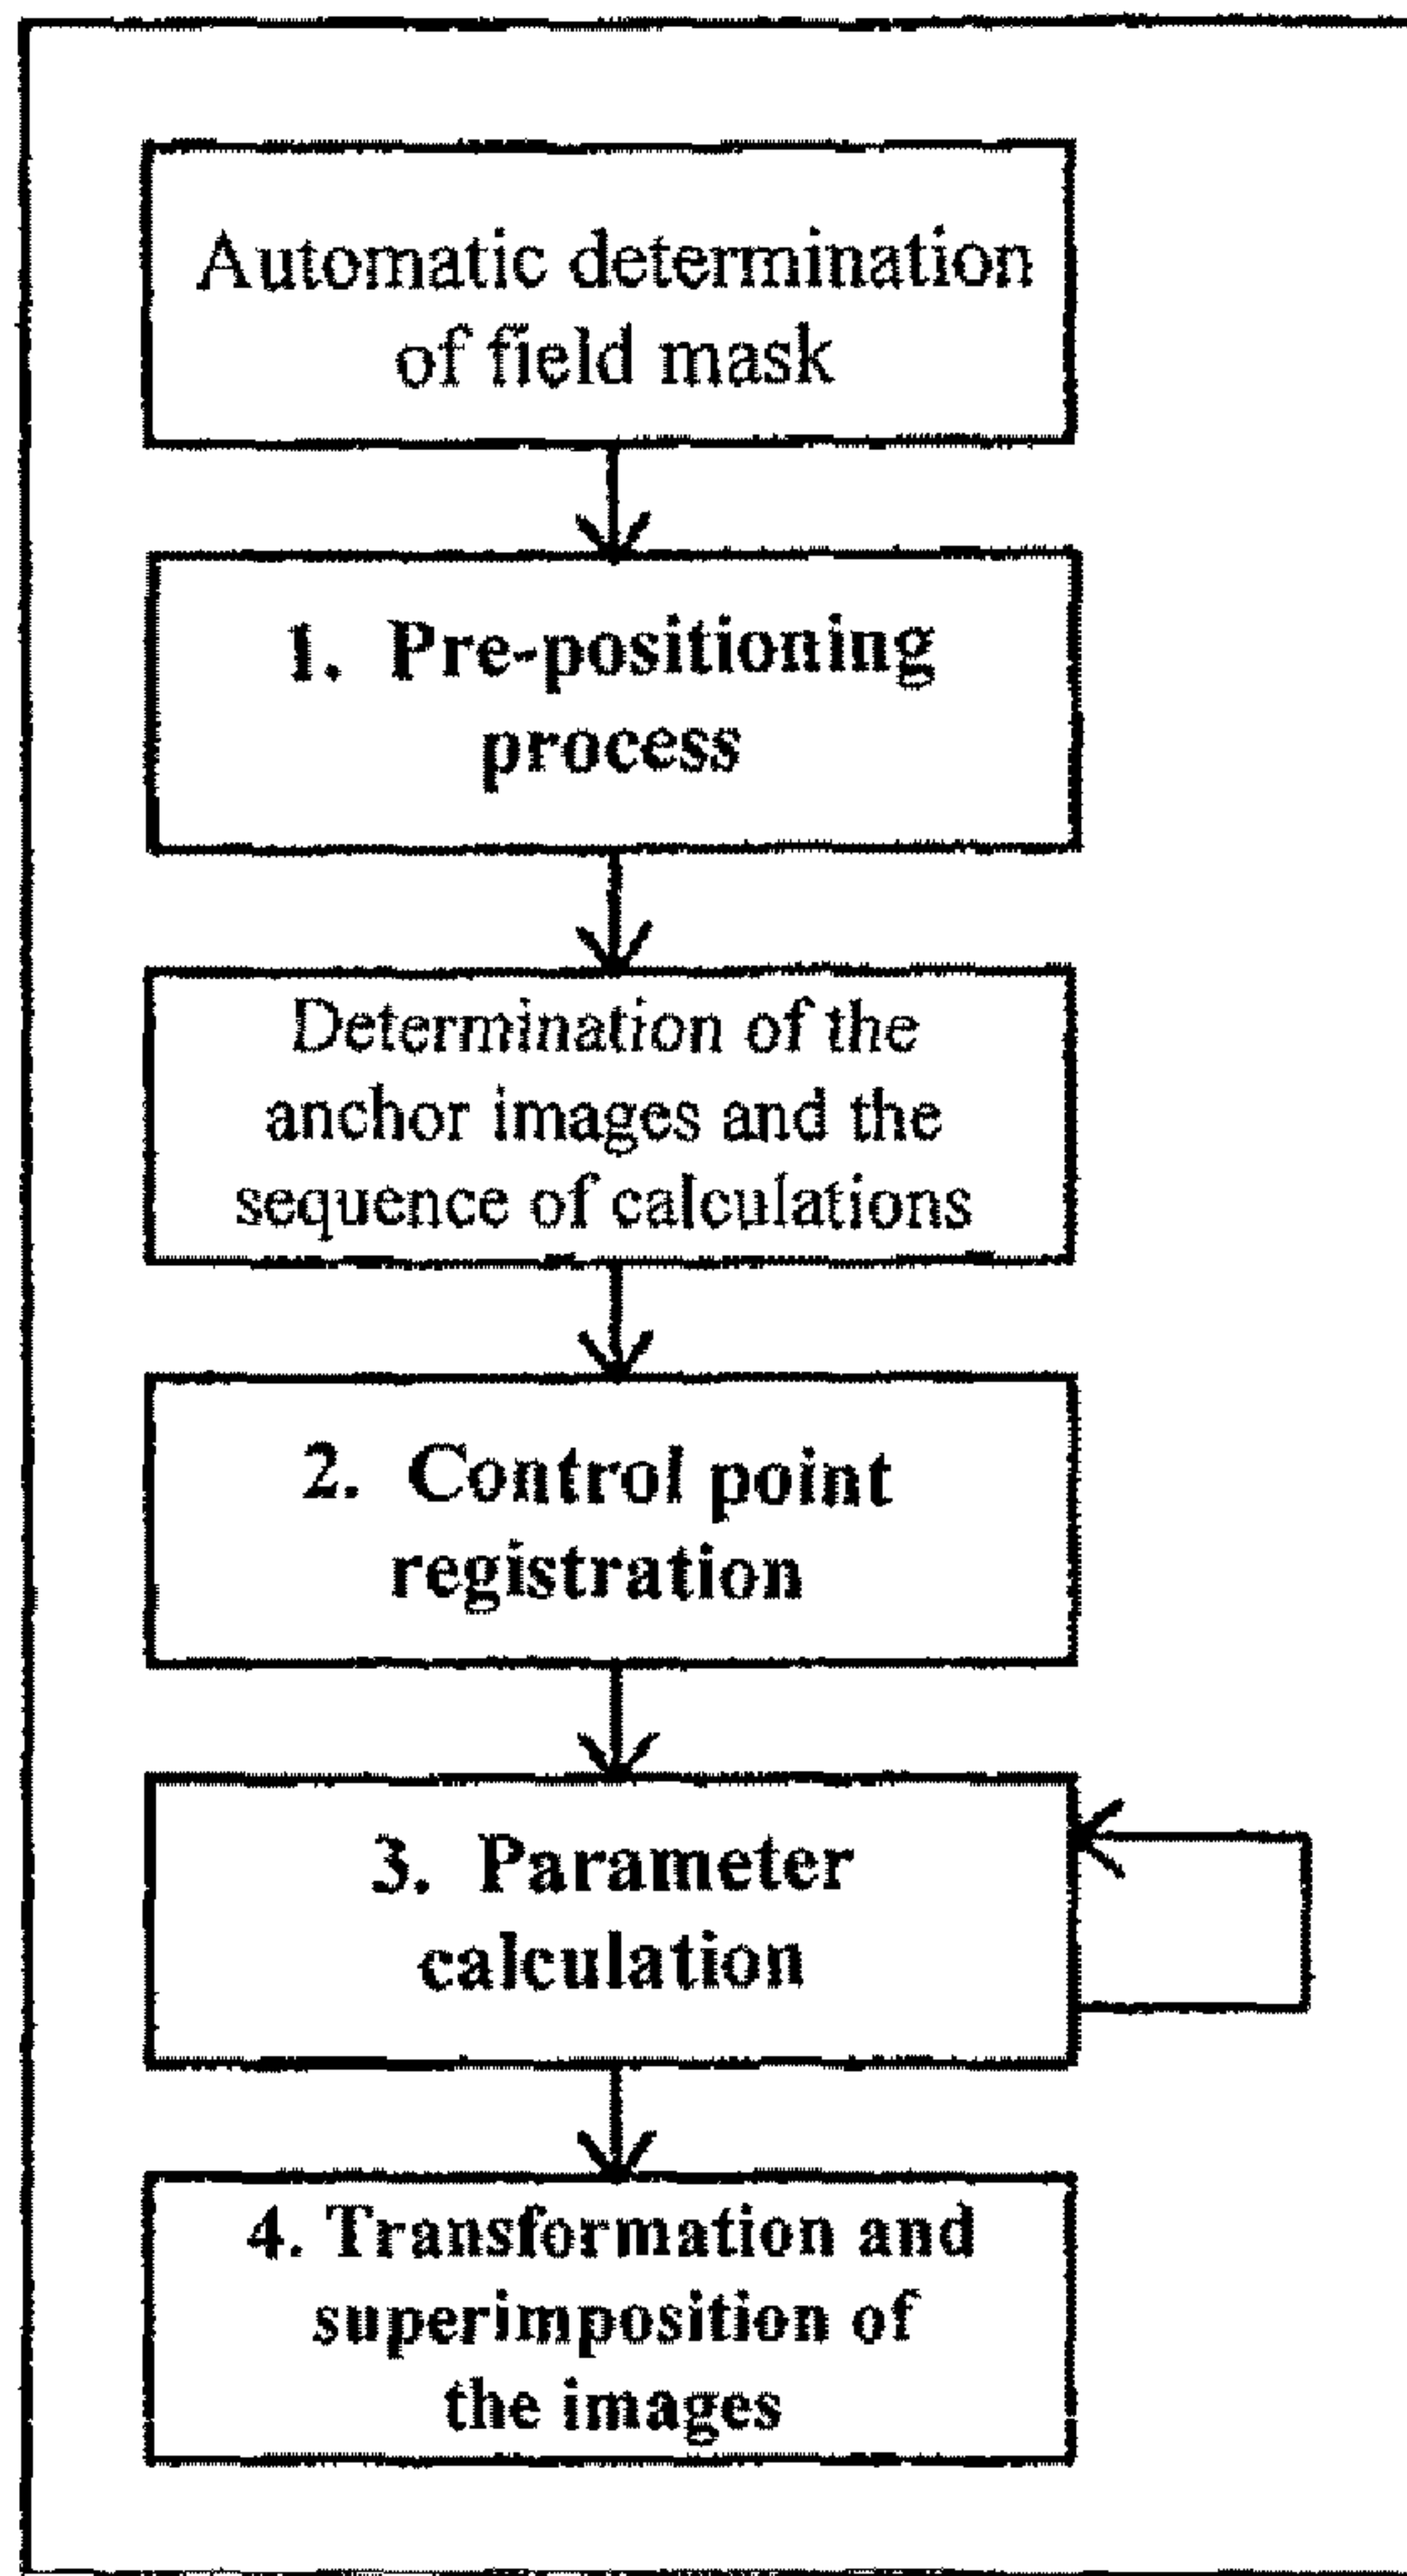 Automatic determination
of field mask
1. Pre-positioning
process
Determination of the
anchor images and the
sequence of calculations
2. Control point
registration
3. Parameter
calculation
4. Transformation and
superimposition of
the images